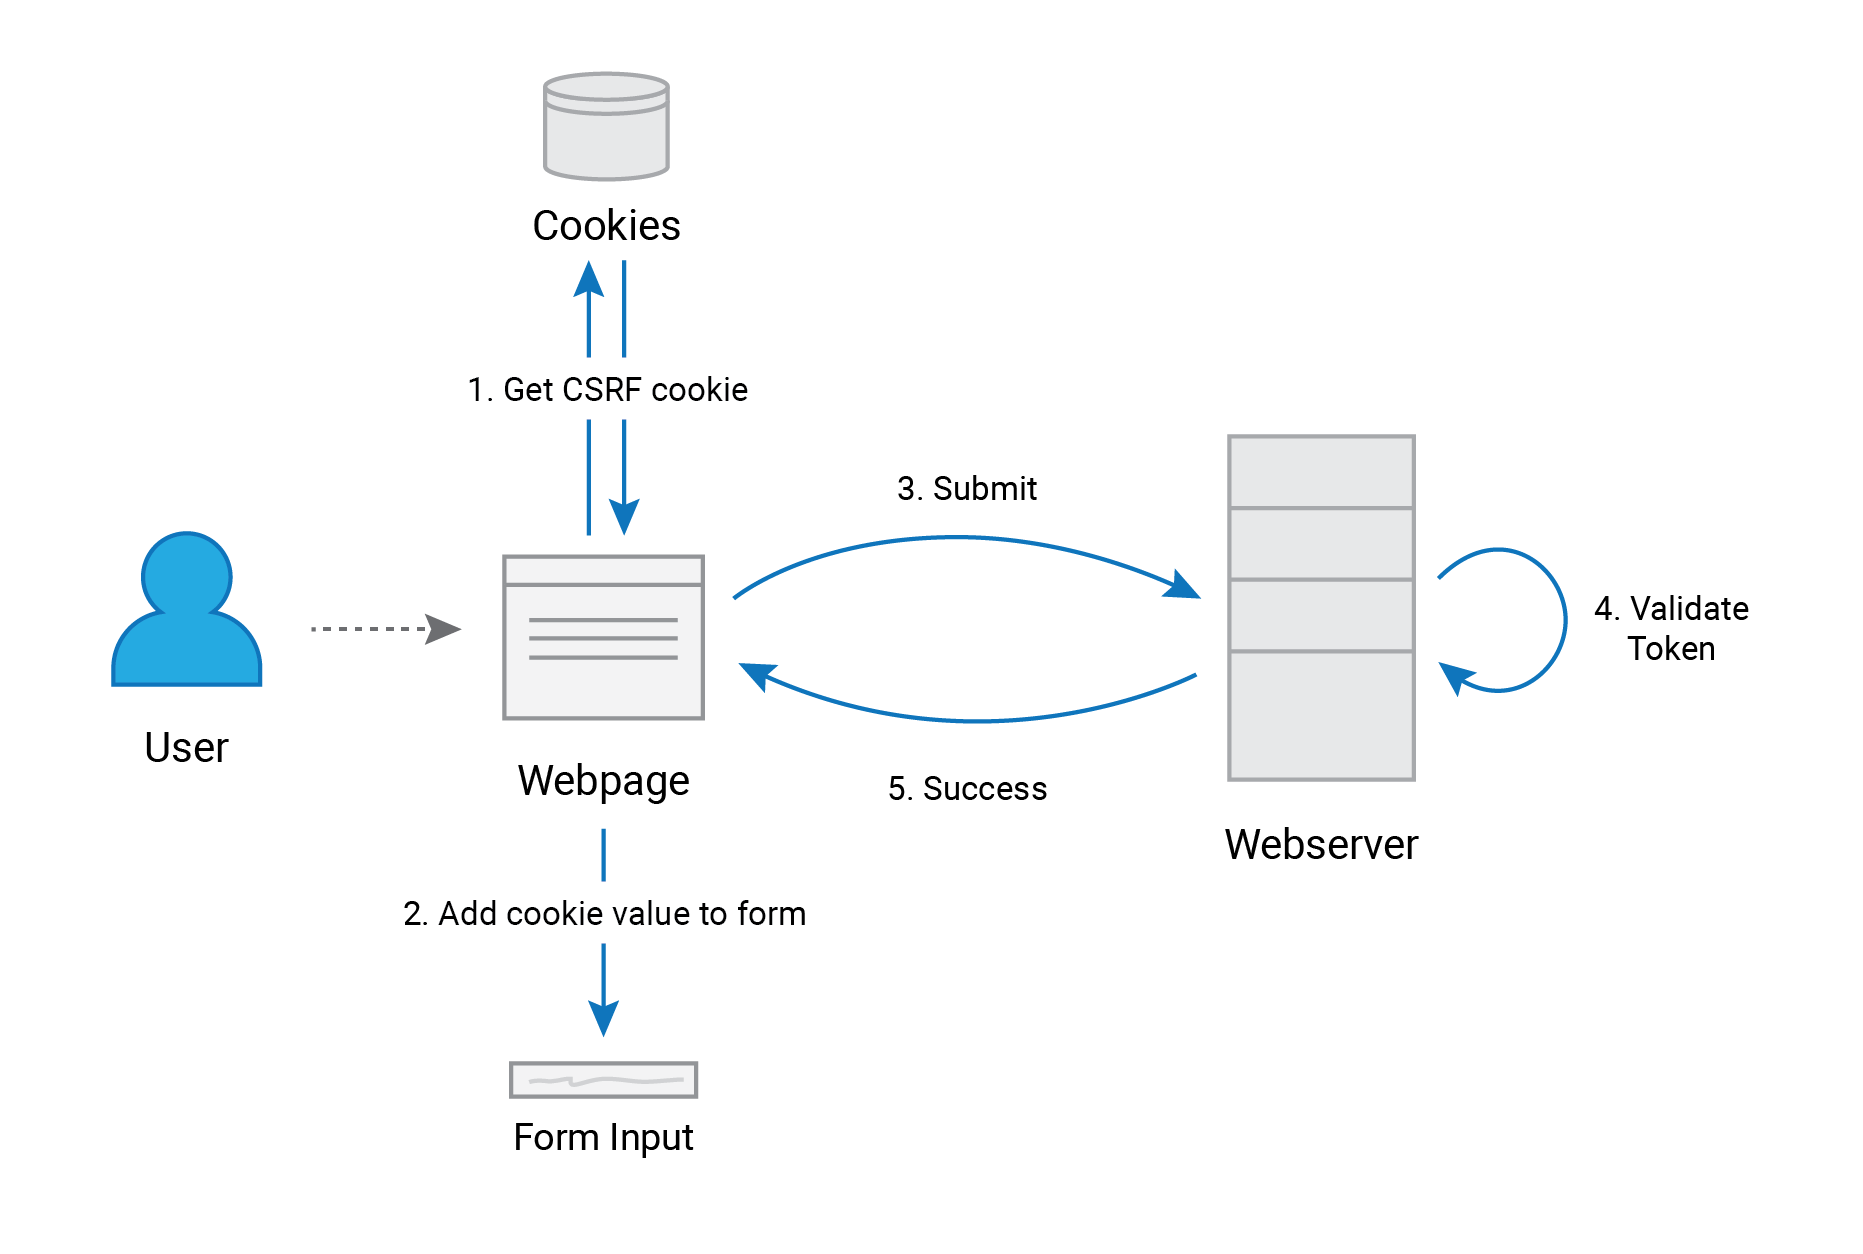 Cookies
1. Get CSRF cookie
3. Submit
4. Validate
Token
User
Webpage
5. Success
Webserver
2. Add cookie value to form
Form Input